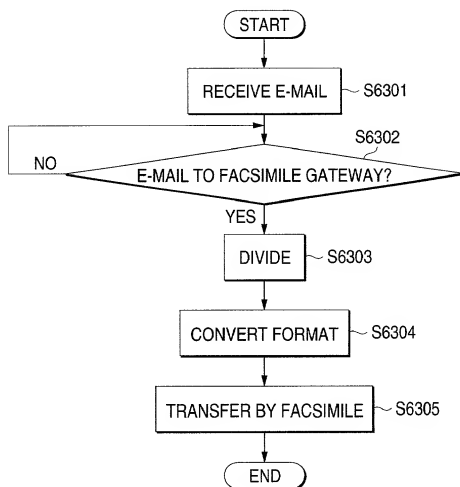 START
RECEIVE E-MAIL
S6301
S6302
E-MAIL TO FACSIMILE GATEWAY?
NO
YES
DIVIDE
S6303
CONVERT FORMAT
S6304
TRANSFER BY FACSIMILE
S6305
END